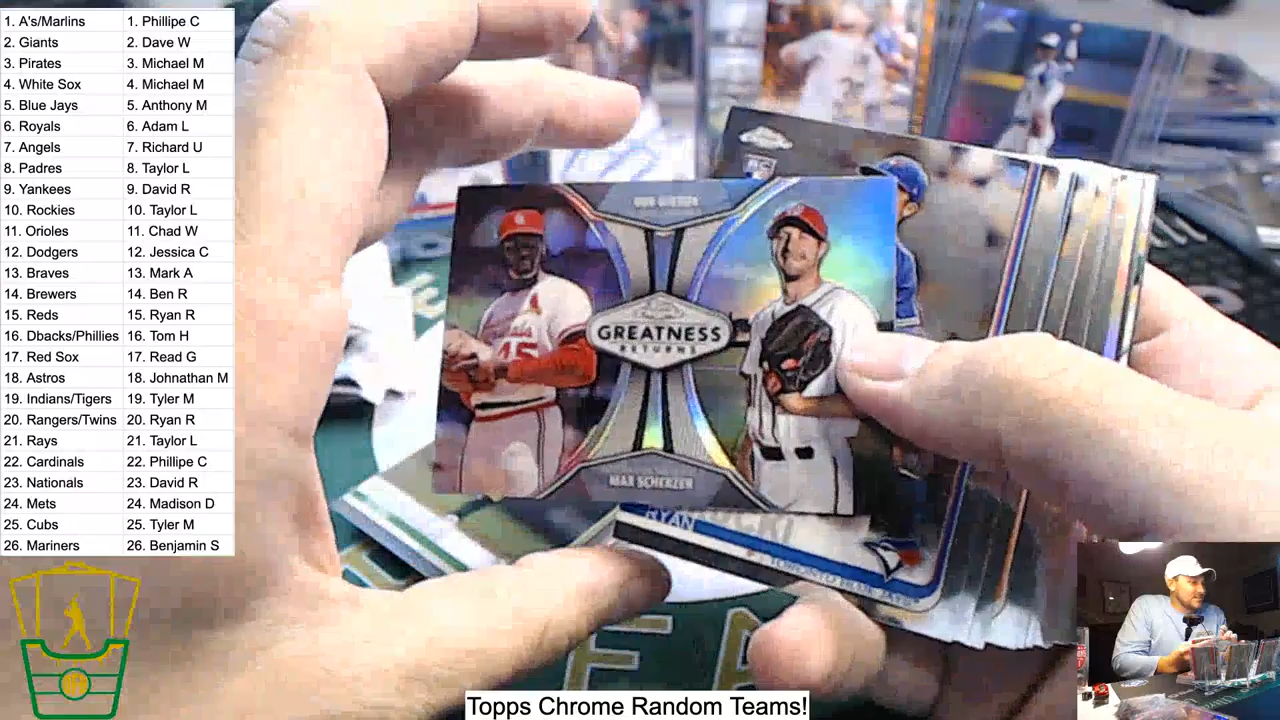 1. A's/Marlins 1. Phillipe C
2. Giants 2. Dave W
3. Pirates 3. Michael M
4. White Sox 4. Michael M
5. Blue Jays 5. Anthony M
6. Royals 6. Adam L
7. Angels 7. Richard U
8. Padres 8. Taylor L
9. Yankees 9. David R
10. Rockies 10. Taylor L
11. Orioles 11. Chad W
12. Dodgers 12. Jessica C
13. Braves 13. Mark A
14. Brewers 14. Ben R
15. Reds 15. Ryan R
16. Dbacks/Phillies 16. Tom H
17. Red Sox 17. Read G
18. Astros 18. Johnathan M
19. Indians/Tigers 19. Tyler M
20. Rangers/Twins 20. Ryan R
21. Rays 21. Taylor L
22. Cardinals 22. Phillipe C
23. Nationals 23. David R
24. Mets 24. Madison D
25. Cubs 25. Tyler M
26. Mariners 26. Benjamin S
BOB GIBSON
45
GREATNESS
RETURNS
MAX SCHERZER
RYAN
TORONTO BLUE JAYS
Topps Chrome Random Teams!